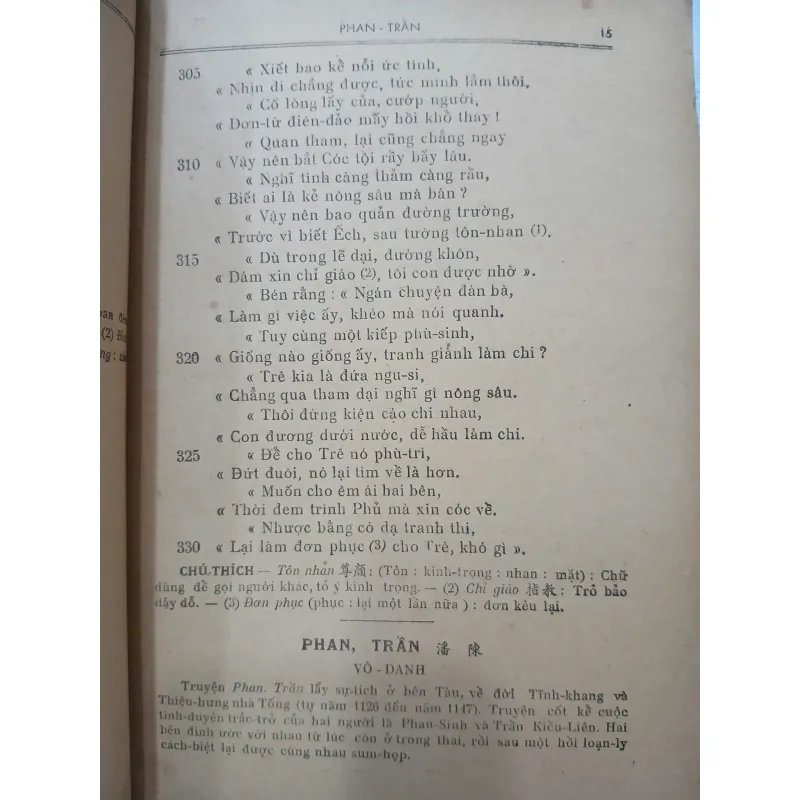 PHAN - TRẦN 15
305 « Xiết bao kể nỗi ức tình,
« Nhịn đi chẳng được, tức mình lắm thôi,
« Cố lòng lấy của, cướp người,
« Đơn-từ điên-đảo mấy hồi khổ thay !
« Quan tham, lại cũng chẳng ngay
310 « Vậy nên bắt Cóc tội rầy bấy lâu.
« Nghĩ tình càng thảm càng rầu,
« Biết ai là kẻ nông sâu mà bàn ?
« Vậy nên bao quản đường trường,
« Trước vì biết Ếch, sau tường tôn-nhan (1).
315 « Dù trong lẽ dại, đường khôn,
« Dám xin chỉ giáo (2), tôi con được nhờ ».
« Bén rằng : « Ngán chuyện đàn bà,
« Làm gì việc ấy, khéo mà nói quanh.
« Tuy cùng một kiếp phù-sinh,
320 « Giống nào giống ấy, tranh giành làm chi ?
« Trê kia là đứa ngu-si,
« Chẳng qua tham dại nghĩ gì nông sâu.
« Thôi đừng kiện cáo chi nhau,
« Con đương dưới nước, dễ hầu làm chi.
325 « Để cho Trê nó phù-trì,
« Đứt đuôi, nó lại tìm về là hơn.
« Muốn cho êm ái hai bên,
« Thời đem trình Phủ mà xin cóc về.
« Nhược bằng có dạ tranh thi,
330 « Lại làm đơn phục (3) cho Trê, khó gì ».
CHÚ.THÍCH — Tôn nhan 尊顏 : (Tôn : kính-trọng : nhan : mặt) : Chữ
dùng để gọi người khác, tỏ ý kính trọng. — (2) Chỉ giáo 指教 : Trỏ bảo
dậy dỗ. — (3) Đơn phục (phục : lại một lần nữa ) : đơn kêu lại.
PHAN, TRẦN 潘 陳
VÔ - DANH
Truyện Phan. Trần lấy sự-tích ở bên Tàu, về đời Tĩnh-khang và
Thiệu-hưng nhà Tống (tự năm 1126 đến năm 1147). Truyện cốt kể cuộc
tình-duyên trắc-trở của hai người là Phan-Sinh và Trần Kiều-Liên. Hai
bên đính ước với nhau từ lúc còn ở trong thai, rồi sau một hồi loạn-ly
cách-biệt lại được cùng nhau sum-họp.